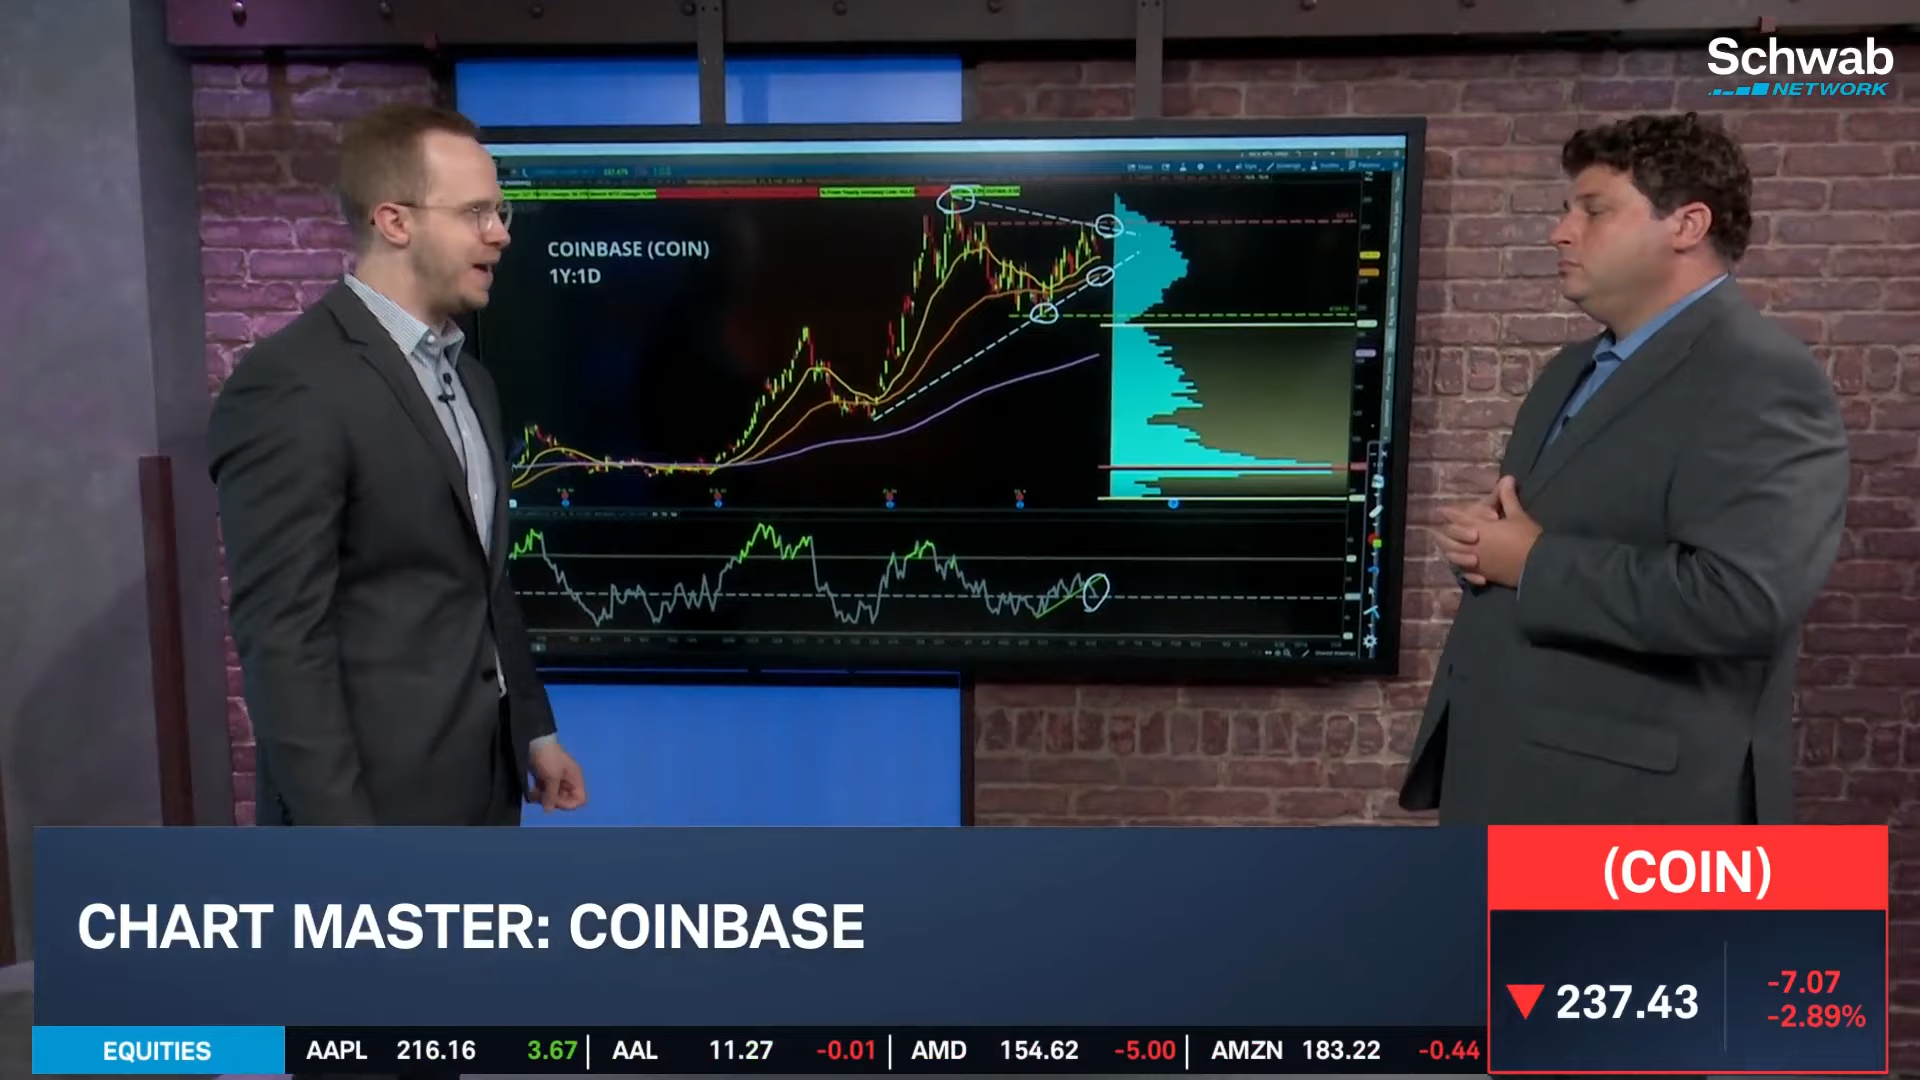 Schwab
NETWORK
COINBASE (COIN)
1Y:1D
CHART MASTER: COINBASE
(COIN)
237.43
-7.07
-2.89%
EQUITIES
AAPL 216.16 3.67
AAL 11.27 -0.01
AMD 154.62 -5.00
AMZN 183.22 -0.44